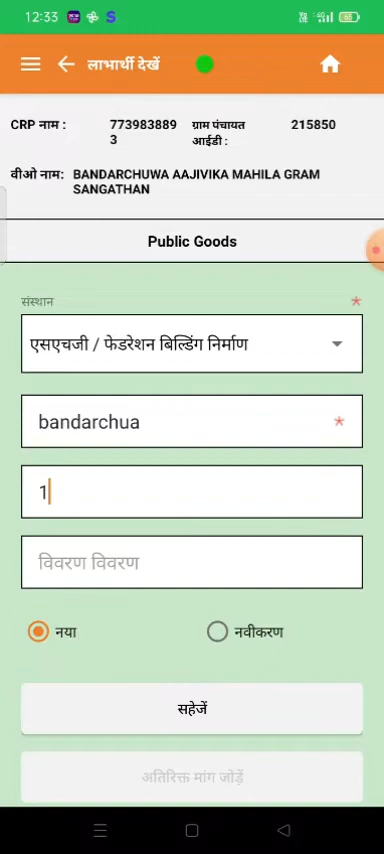 12:33
लाभार्थी देखें
CRP नाम : 773983889 ग्राम पंचायत 215850
3 आईडी :
वीओ नाम: BANDARCHUWA AAJIVIKA MAHILA GRAM
SANGATHAN
Public Goods
संस्थान *
एसएचजी / फेडरेशन बिल्डिंग निर्माण
bandarchua *
1
विवरण विवरण
नया नवीकरण
सहेजें
अतिरिक्त मांग जोड़ें